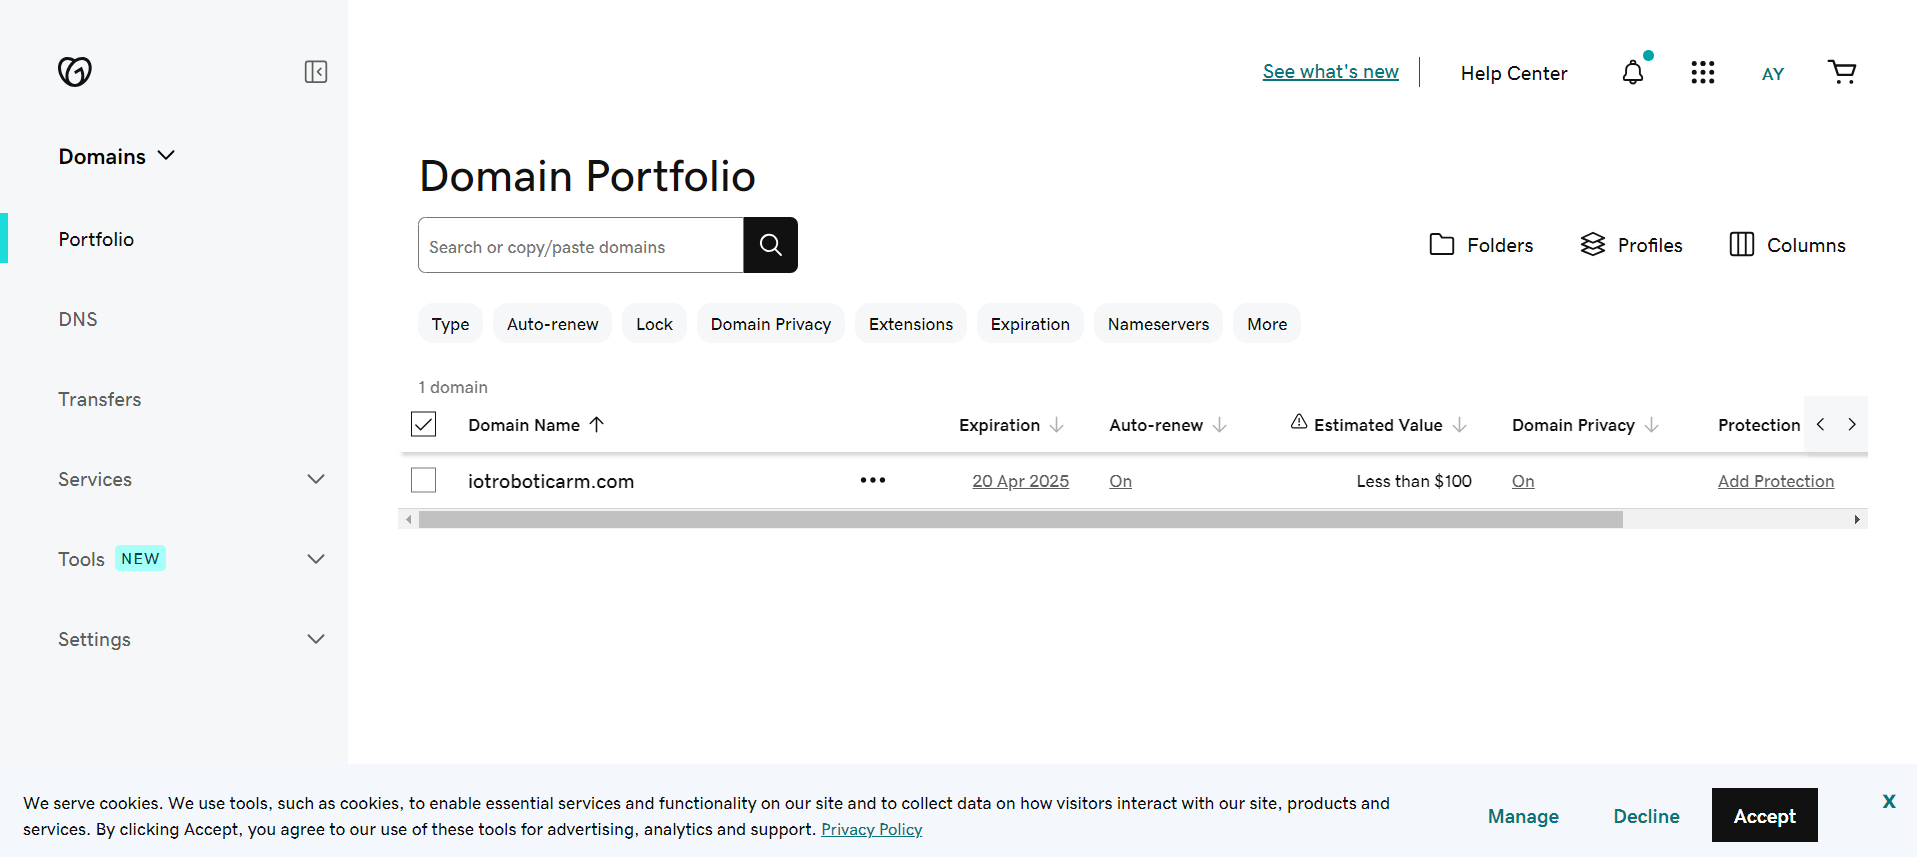 See what's new
Help Center
AY
Domains
Portfolio
DNS
Transfers
Services
Tools NEW
Settings
Domain Portfolio
Search or copy/paste domains
Folders
Profiles
Columns
Type
Auto-renew
Lock
Domain Privacy
Extensions
Expiration
Nameservers
More
1 domain
Domain Name Expiration Auto-renew Estimated Value Domain Privacy Protection
iotroboticarm.com 20 Apr 2025 On Less than $100 On Add Protection
We serve cookies. We use tools, such as cookies, to enable essential services and functionality on our site and to collect data on how visitors interact with our site, products and
services. By clicking Accept, you agree to our use of these tools for advertising, analytics and support. Privacy Policy
Manage
Decline
Accept
X